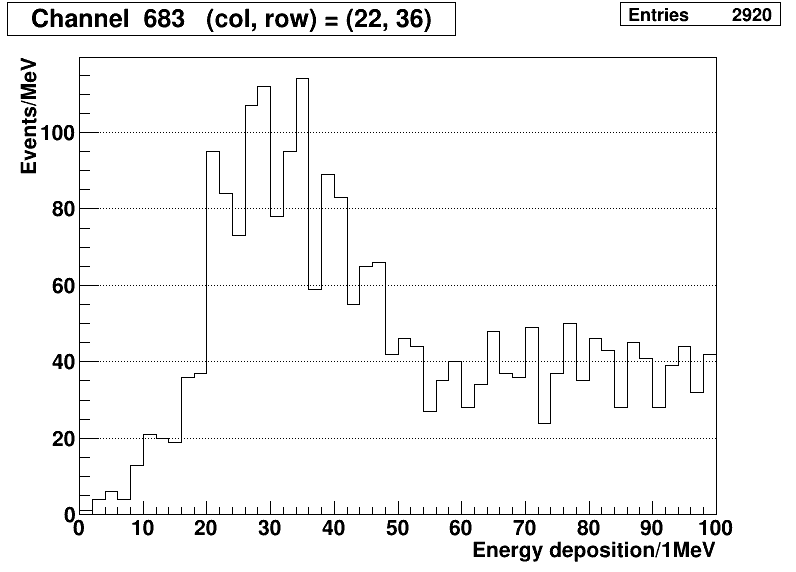 Channel 683 (col, row) = (22, 36)
Entries 2920
Events/MeV
100
80
60
40
20
0
0 10 20 30 40 50 60 70 80 90 100
Energy deposition/1MeV